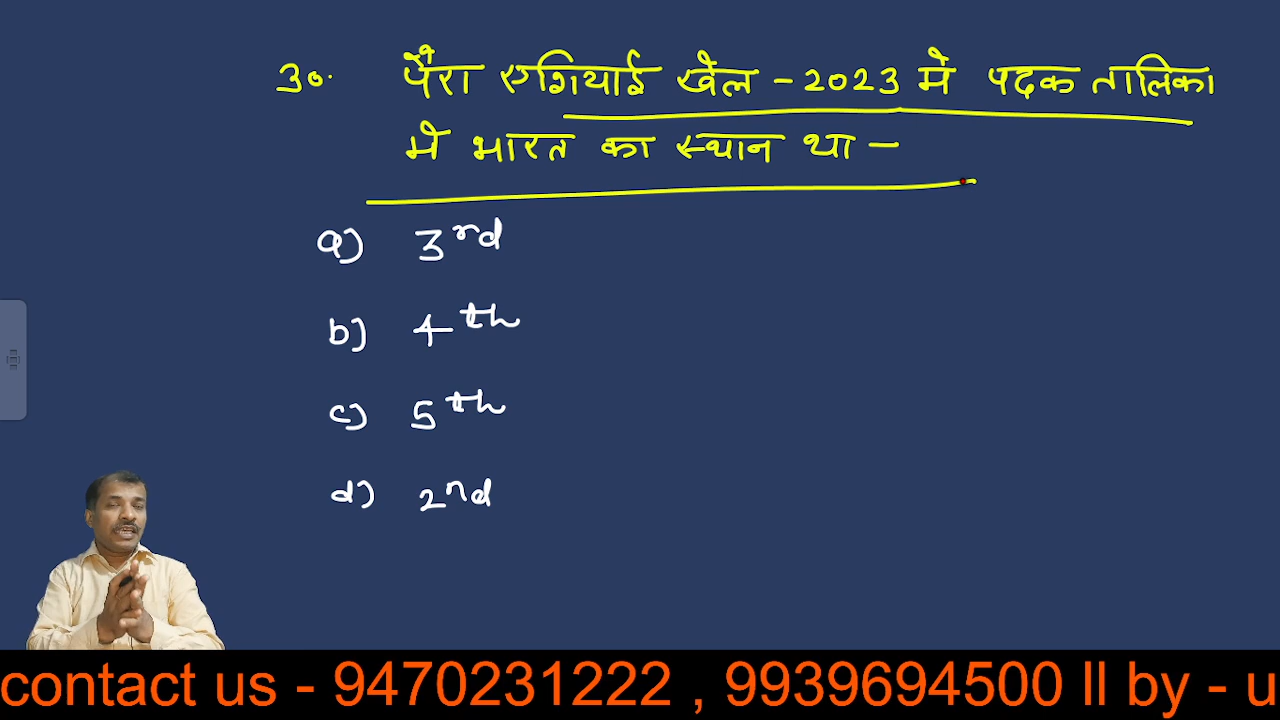 30. पैरा एशियाई खेल - 2023 मे पदक तालिका
मे भारत का स्थान था -
a) 3rd
b) 4th
c) 5th
d) 2nd
contact us - 9470231222 , 9939694500 ll by - u